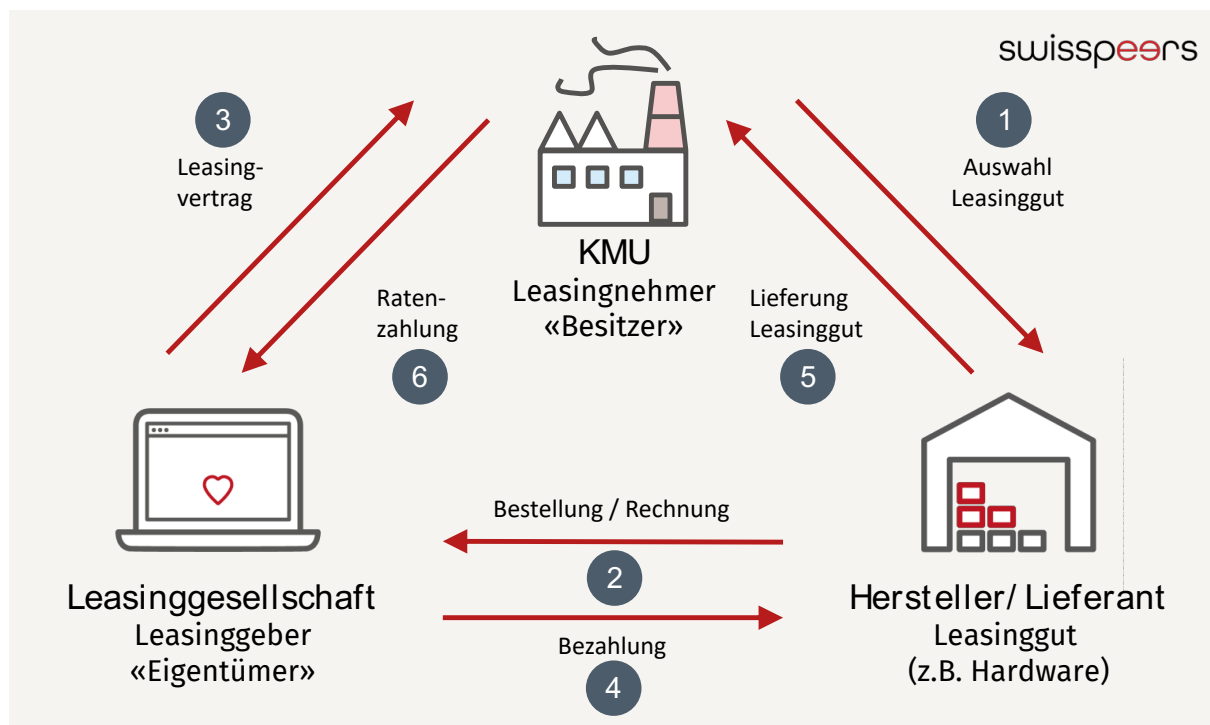 swisspeers
3
Leasing-
vertrag
1
Auswahl
Leasinggut
KMU
Leasingnehmer
«Besitzer»
Raten-
zahlung
6
Lieferung
Leasinggut
5
Bestellung / Rechnung
2
Bezahlung
4
Leasinggesellschaft
Leasinggeber
«Eigentümer»
Hersteller/ Lieferant
Leasinggut
(z.B. Hardware)